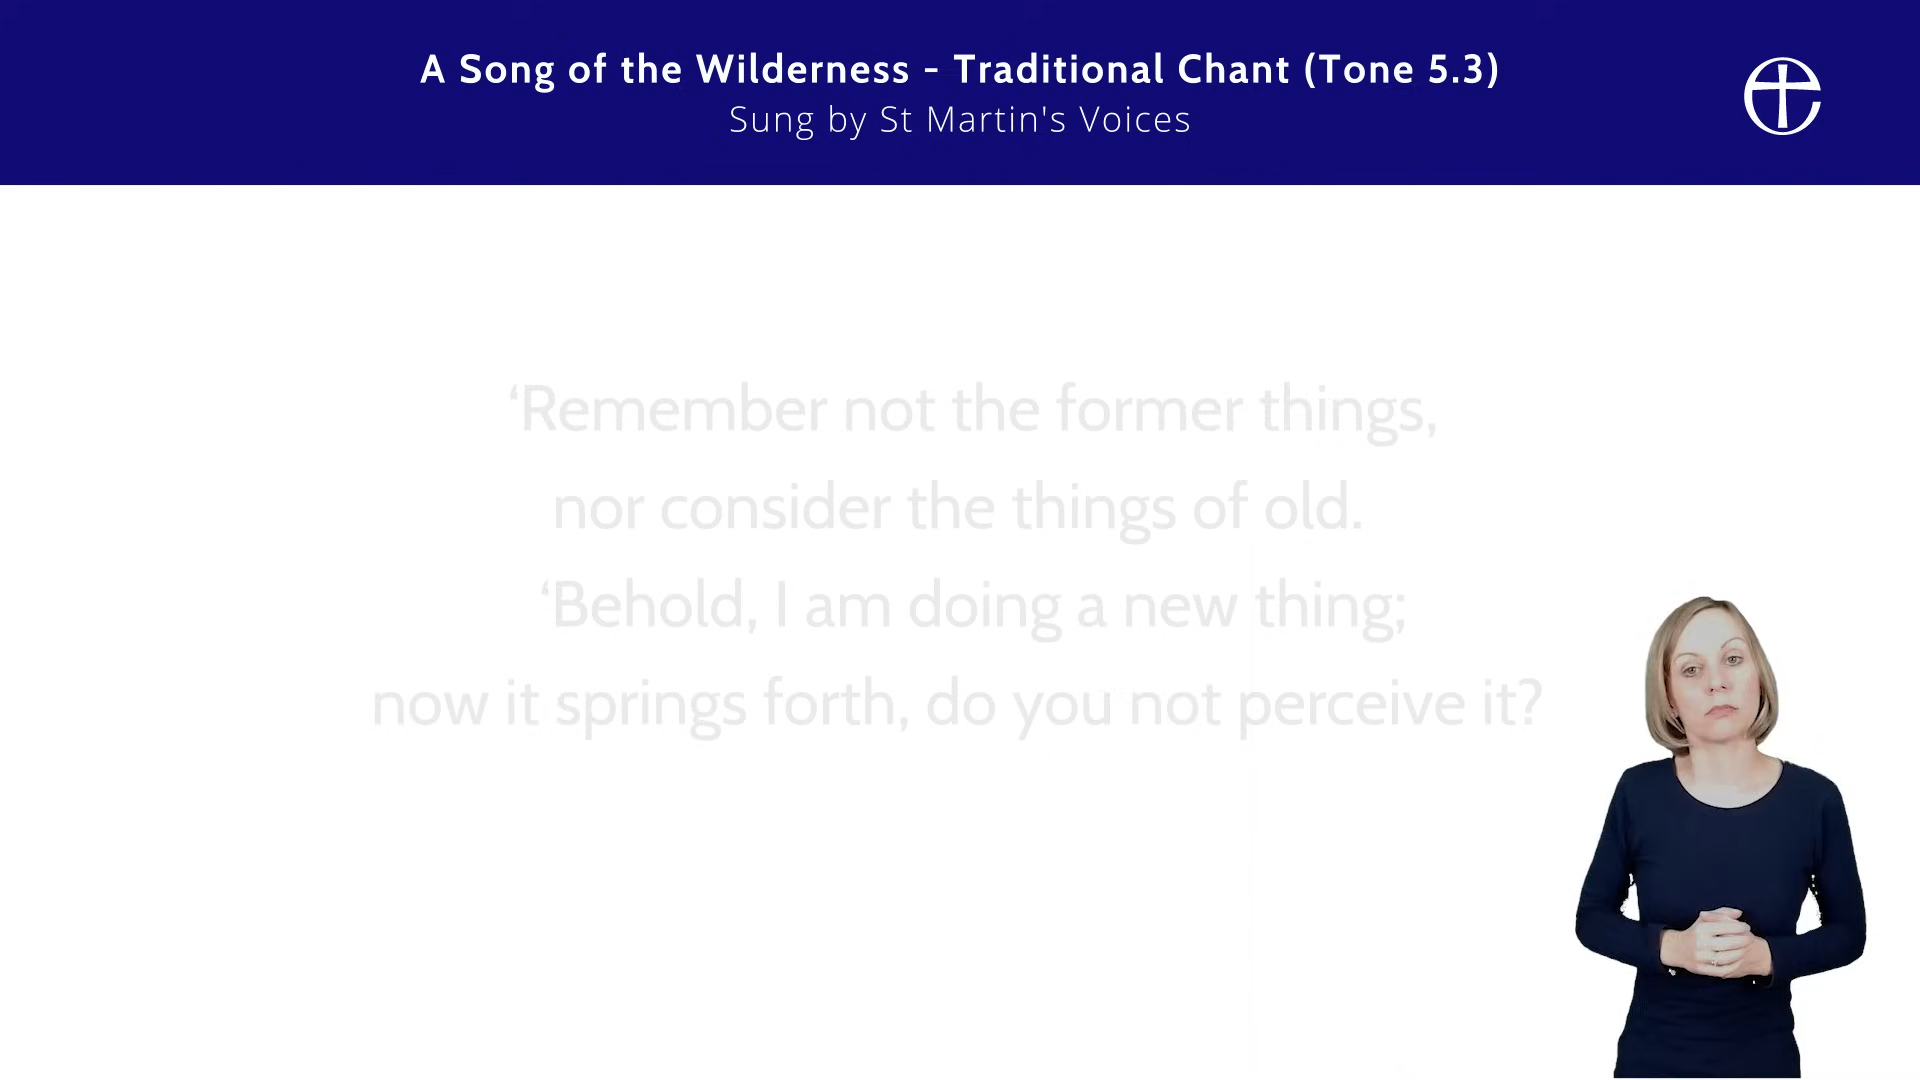 A Song of the Wilderness - Traditional Chant (Tone 5.3)
Sung by St Martin's Voices
‘Remember not the former things,
nor consider the things of old.
‘Behold, I am doing a new thing;
now it springs forth, do you not perceive it?